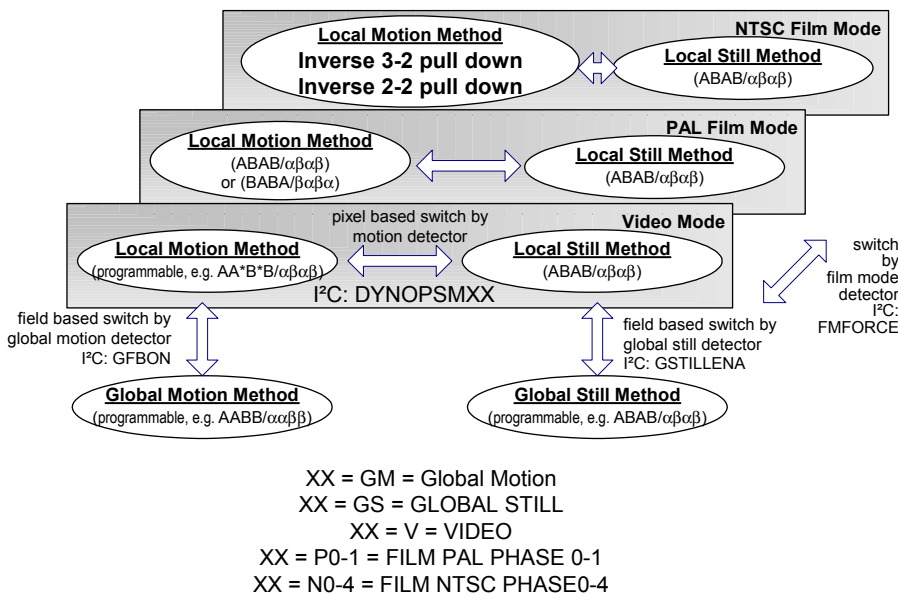 NTSC Film Mode
Local Motion Method
Inverse 3-2 pull down
Inverse 2-2 pull down
Local Still Method
(ABAB/αβαβ)
PAL Film Mode
Local Motion Method
(ABAB/αβαβ)
or (BABA/βαβα)
Local Still Method
(ABAB/αβαβ)
Video Mode
pixel based switch by
motion detector
Local Motion Method
(programmable, e.g. AA*B*B/αβαβ)
Local Still Method
(ABAB/αβαβ)
I²C: DYNOPSMXX
switch
by
film mode
detector
I²C:
FMFORCE
field based switch by
global motion detector
I²C: GFBON
field based switch by
global still detector
I²C: GSTILLENA
Global Motion Method
(programmable, e.g. AABB/ααββ)
Global Still Method
(programmable, e.g. ABAB/αβαβ)
XX = GM = Global Motion
XX = GS = GLOBAL STILL
XX = V = VIDEO
XX = P0-1 = FILM PAL PHASE 0-1
XX = N0-4 = FILM NTSC PHASE0-4